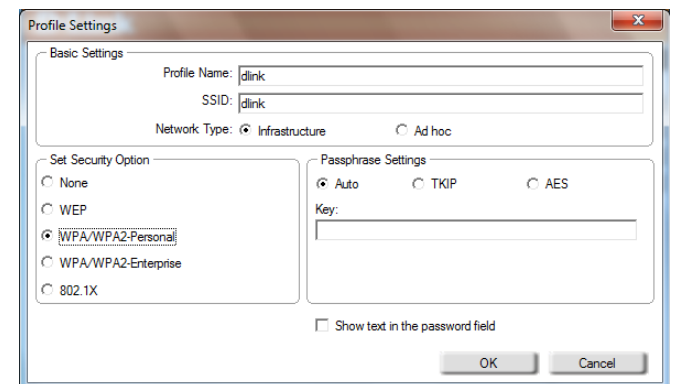 Profile Settings
Basic Settings
Profile Name: dlink
SSID: dlink
Network Type: Infrastructure Ad hoc
Set Security Option
None
WEP
WPA/WPA2-Personal
WPA/WPA2-Enterprise
802.1X
Passphrase Settings
Auto TKIP AES
Key:
Show text in the password field
OK Cancel